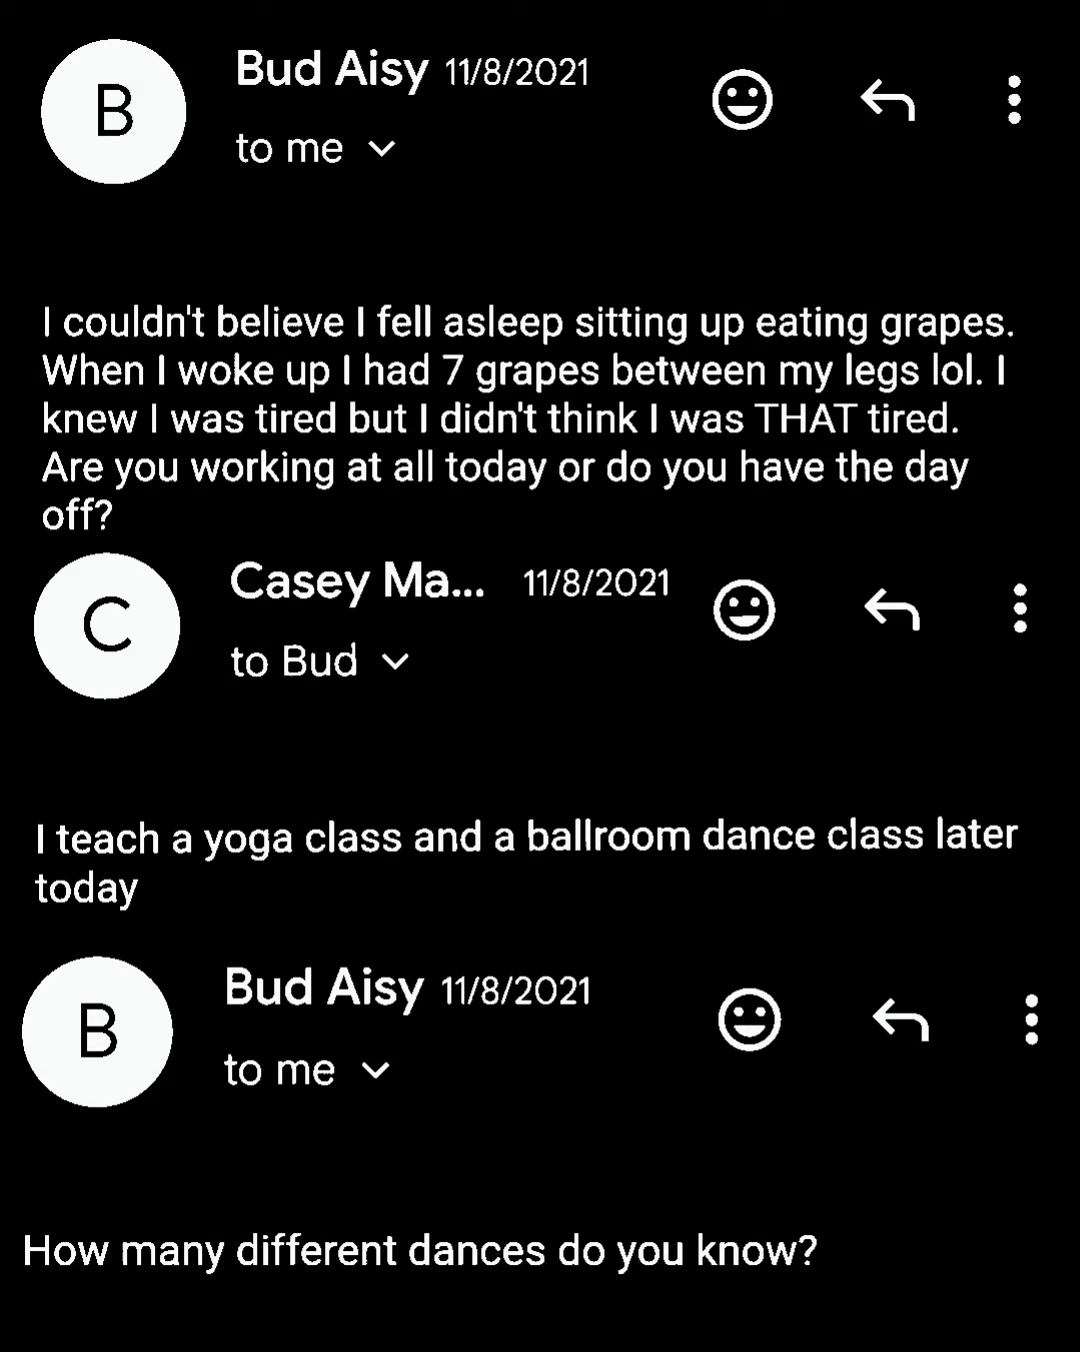 B
Bud Aisy 11/8/2021
to me
I couldn't believe I fell asleep sitting up eating grapes.
When I woke up I had 7 grapes between my legs lol. I
knew I was tired but I didn't think I was THAT tired.
Are you working at all today or do you have the day
off?
C
Casey Ma... 11/8/2021
to Bud
I teach a yoga class and a ballroom dance class later
today
B
Bud Aisy 11/8/2021
to me
How many different dances do you know?